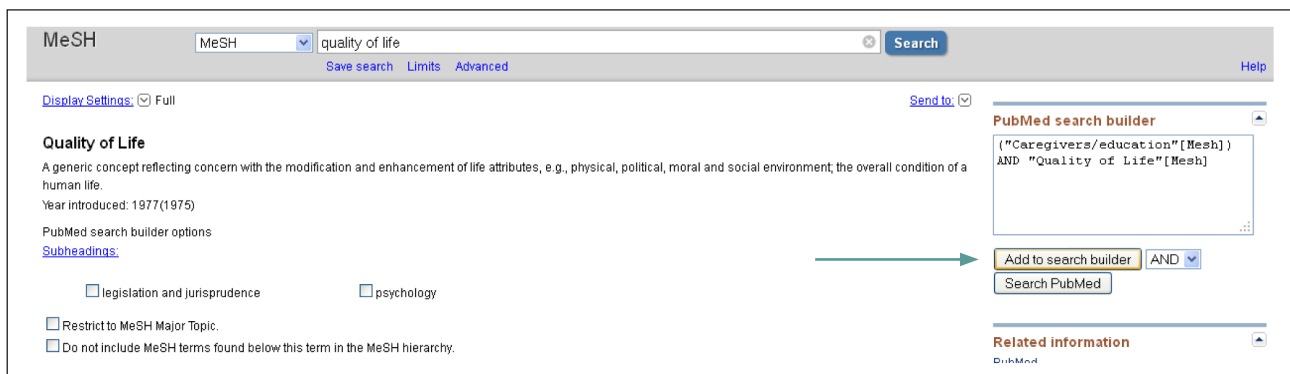 MeSH MeSH quality of life Search
Save search Limits Advanced Help
Display Settings: Full Send to:
Quality of Life
A generic concept reflecting concern with the modification and enhancement of life attributes, e.g., physical, political, moral and social environment; the overall condition of a
human life.
Year introduced: 1977(1975)
PubMed search builder options
Subheadings:
legislation and jurisprudence psychology
Restrict to MeSH Major Topic.
Do not include MeSH terms found below this term in the MeSH hierarchy.
PubMed search builder
("Caregivers/education"[Mesh])
AND "Quality of Life"[Mesh]
Add to search builder AND
Search PubMed
Related information
PubMed